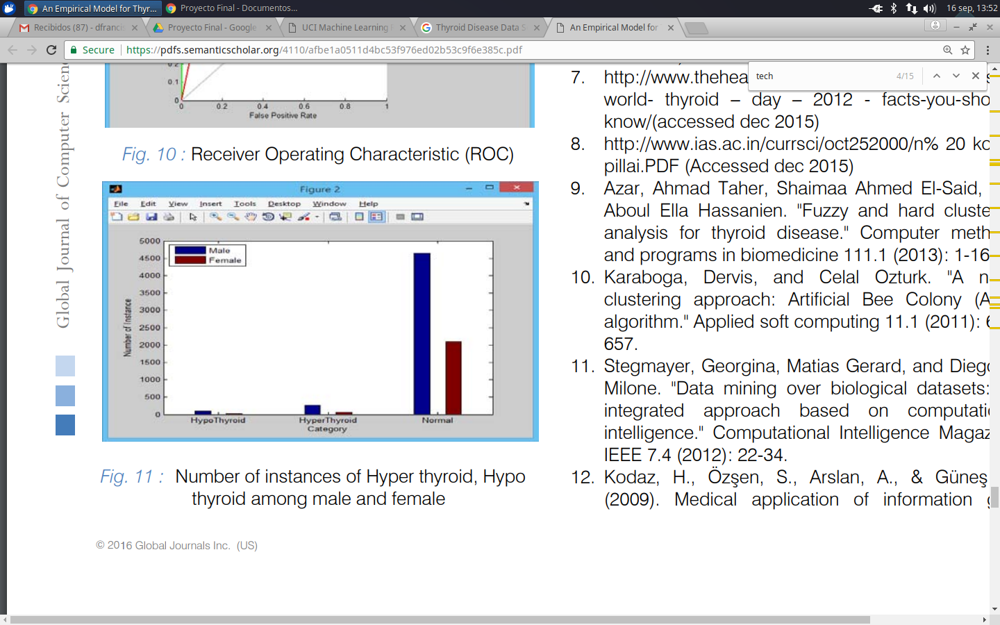 An Empirical Model for Thyr...
Proyecto Final - Documentos...
16 sep, 13:52
Recibidos (87) - dfrancis
Proyecto Final - Google
UCI Machine Learning
Thyroid Disease Data S
An Empirical Model for
Secure
https://pdfs.semanticscholar.org/4110/afbe1a0511d4bc53f976ed02b53c9f6e385c.pdf
tech
4/15
Global Journal of Computer Scien
0.2
0.1
0
0 0.2 0.4 0.6 0.8 1
False Positive Rate
Fig. 10 : Receiver Operating Characteristic (ROC)
Figure 2
File Edit View Insert Tools Desktop Window Help
5000
4500
4000
3500
3000
2500
2000
1500
1000
500
0
Number of Instance
Male
Female
HypoThyroid HyperThyroid Normal
Category
Fig. 11 : Number of instances of Hyper thyroid, Hypo
thyroid among male and female
© 2016 Global Journals Inc. (US)
7. http://www.thehea
world- thyroid – day – 2012 - facts-you-sho
know/(accessed dec 2015)
8. http://www.ias.ac.in/currsci/oct252000/n% 20 ko
pillai.PDF (Accessed dec 2015)
9. Azar, Ahmad Taher, Shaimaa Ahmed El-Said,
Aboul Ella Hassanien. "Fuzzy and hard cluste
analysis for thyroid disease." Computer meth
and programs in biomedicine 111.1 (2013): 1-16
10. Karaboga, Dervis, and Celal Ozturk. "A n
clustering approach: Artificial Bee Colony (A
algorithm." Applied soft computing 11.1 (2011): 6
657.
11. Stegmayer, Georgina, Matias Gerard, and Dieg
Milone. "Data mining over biological datasets:
integrated approach based on computati
intelligence." Computational Intelligence Magaz
IEEE 7.4 (2012): 22-34.
12. Kodaz, H., Özşen, S., Arslan, A., & Güneş
(2009). Medical application of information g